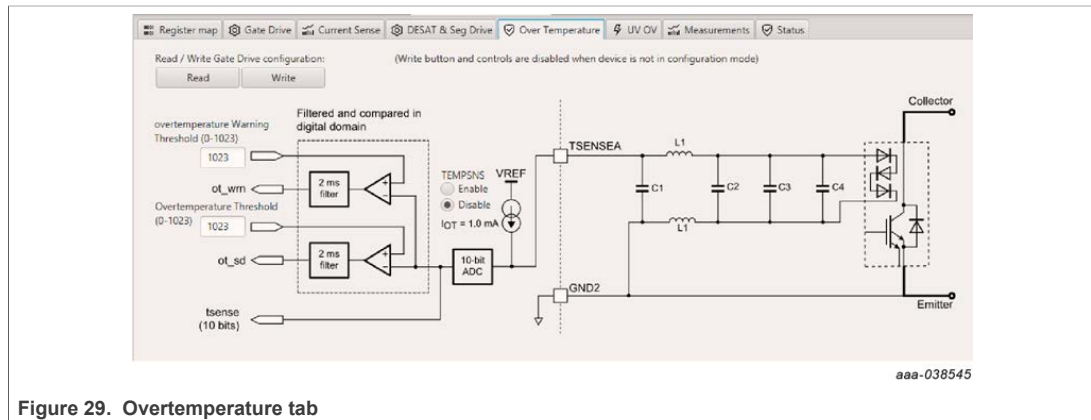 Register map Gate Drive Current Sense DESAT & Seg Drive Over Temperature UV OV Measurements Status
Read / Write Gate Drive configuration: (Write button and controls are disabled when device is not in configuration mode)
Read Write
Filtered and compared in
digital domain
overtemperature Warning
Threshold (0-1023)
1023
ot_wrn
2 ms
filter
Overtemperature Threshold
(0-1023)
1023
ot_sd
2 ms
filter
tsense
(10 bits)
TEMPSNS VREF
Enable
Disable
IOT = 1.0 mA
10-bit
ADC
TSENSEA
GND2
L1
C1 C2 C3 C4
L1
Collector
Emitter
aaa-038545
Figure 29. Overtemperature tab